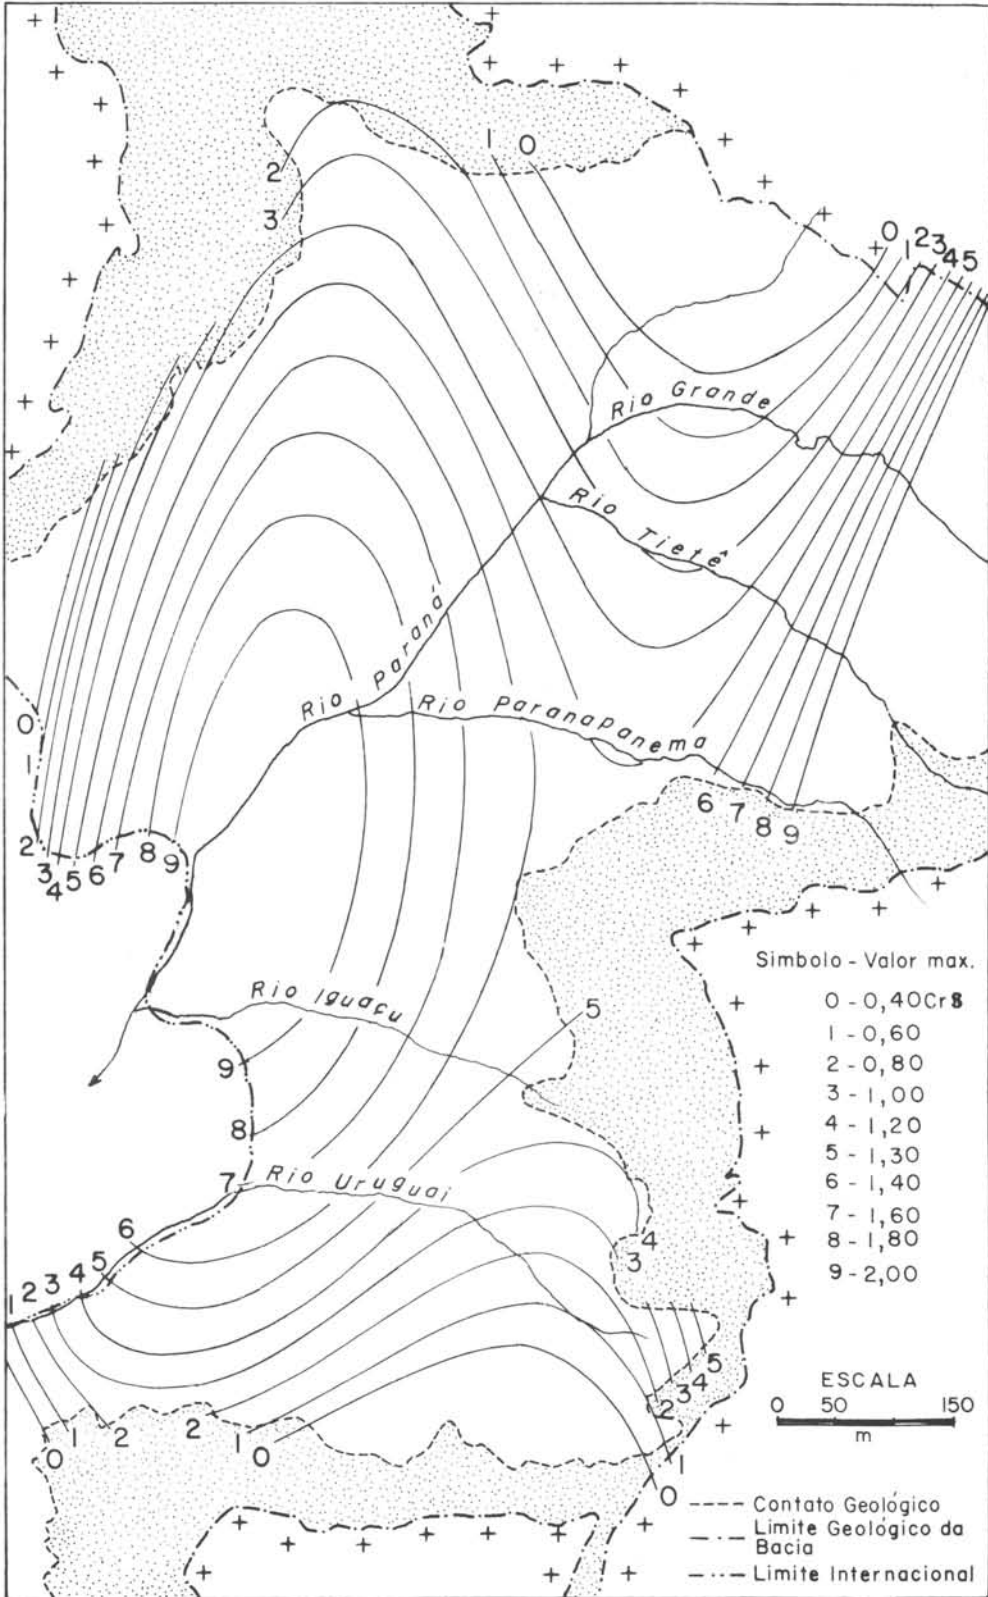 2
3
1 0
0 1 2 3 4 5
Rio Grande
Rio Tietê
Rio Paraná
Rio Paranapanema
0
1
2 3 4 5 6 7 8 9
6 7 8 9
Rio Iguaçu
5
9
8
7
Rio Uruguai
6
1 2 3 4 5
4
3
5
4
3
2
0 1 2
2 1 0
1
0
Simbolo - Valor max.
0 - 0,40 Cr$
1 - 0,60
2 - 0,80
3 - 1,00
4 - 1,20
5 - 1,30
6 - 1,40
7 - 1,60
8 - 1,80
9 - 2,00
ESCALA
0 50 150
m
Contato Geológico
Limite Geológico da
Bacia
Limite Internacional